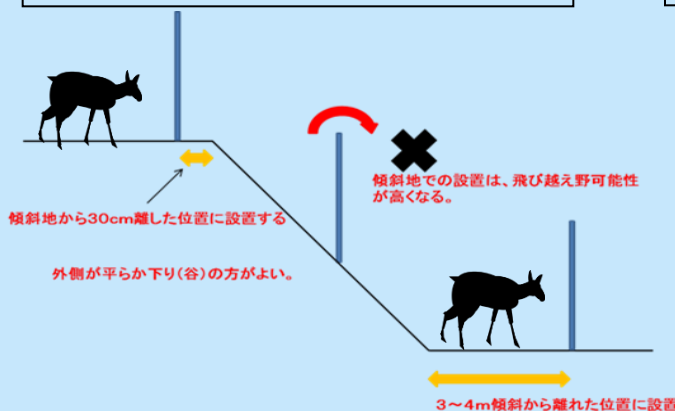 傾斜地での設置は、飛び越え野可能性
が高くなる。
傾斜地から30cm離した位置に設置する
外側が平らか下り(谷)の方がよい。
3～4m傾斜から離れた位置に設置